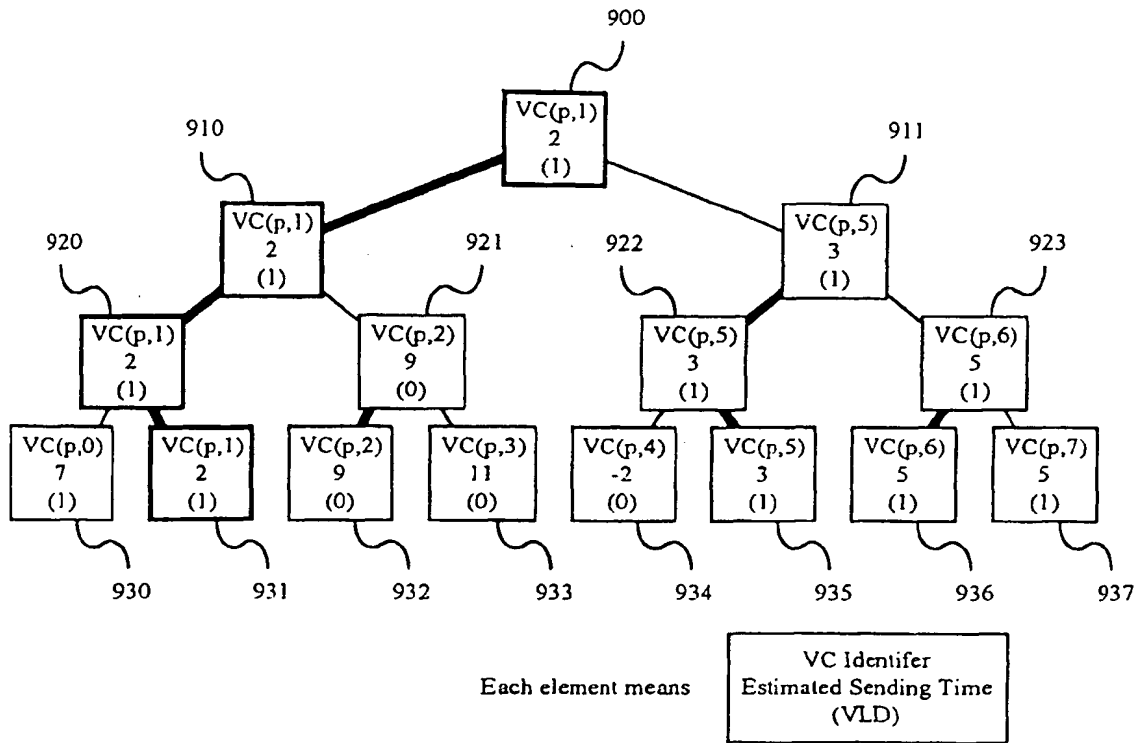 900
VC(p,1)
2
(1)
910
911
VC(p,1)
2
(1)
VC(p,5)
3
(1)
920
921
922
923
VC(p,1)
2
(1)
VC(p,2)
9
(0)
VC(p,5)
3
(1)
VC(p,6)
5
(1)
VC(p,0)
7
(1)
VC(p,1)
2
(1)
VC(p,2)
9
(0)
VC(p,3)
11
(0)
VC(p,4)
-2
(0)
VC(p,5)
3
(1)
VC(p,6)
5
(1)
VC(p,7)
5
(1)
930
931
932
933
934
935
936
937
Each element means
VC Identifer
Estimated Sending Time
(VLD)